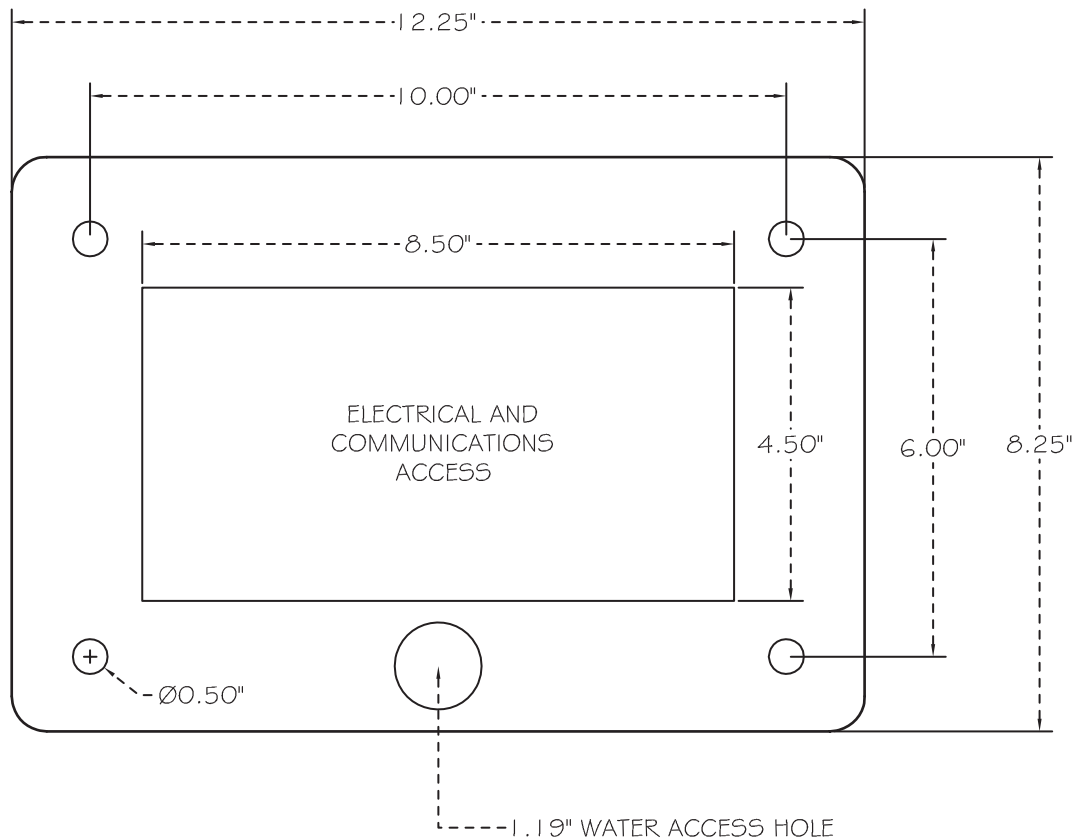 12.25"
10.00"
8.50"
ELECTRICAL AND
COMMUNICATIONS
ACCESS
4.50"
6.00"
8.25"
Ø0.50"
1.19" WATER ACCESS HOLE